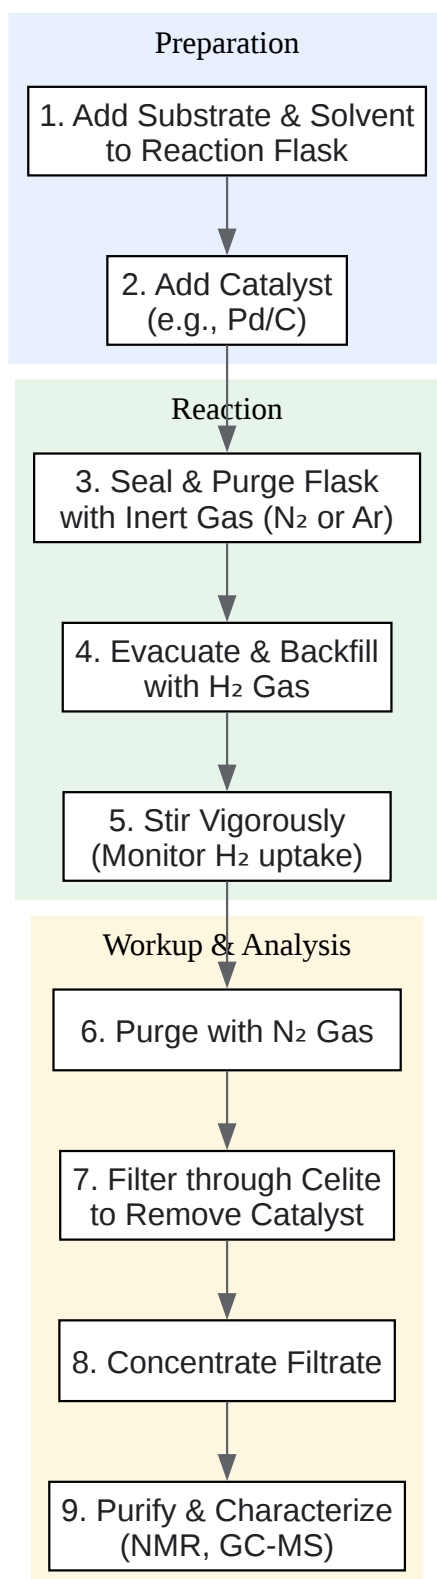 Preparation
1. Add Substrate & Solvent
to Reaction Flask
2. Add Catalyst
(e.g., Pd/C)
Reaction
3. Seal & Purge Flask
with Inert Gas (N₂ or Ar)
4. Evacuate & Backfill
with H₂ Gas
5. Stir Vigorously
(Monitor H₂ uptake)
Workup & Analysis
6. Purge with N₂ Gas
7. Filter through Celite
to Remove Catalyst
8. Concentrate Filtrate
9. Purify & Characterize
(NMR, GC-MS)